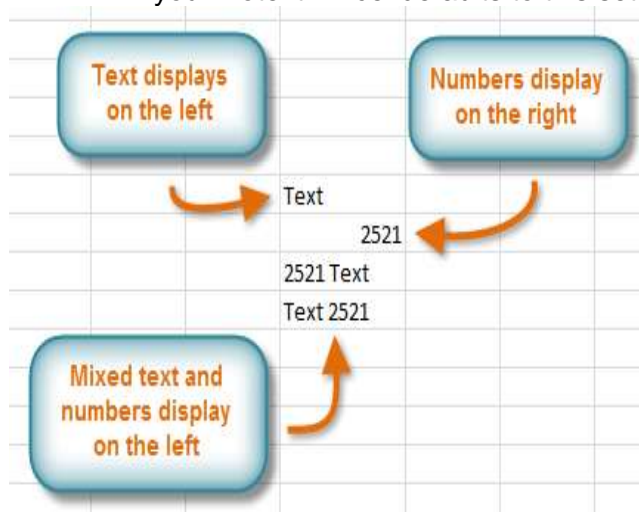 Text displays
on the left
Numbers display
on the right
Text
2521
2521 Text
Text 2521
Mixed text and
numbers display
on the left